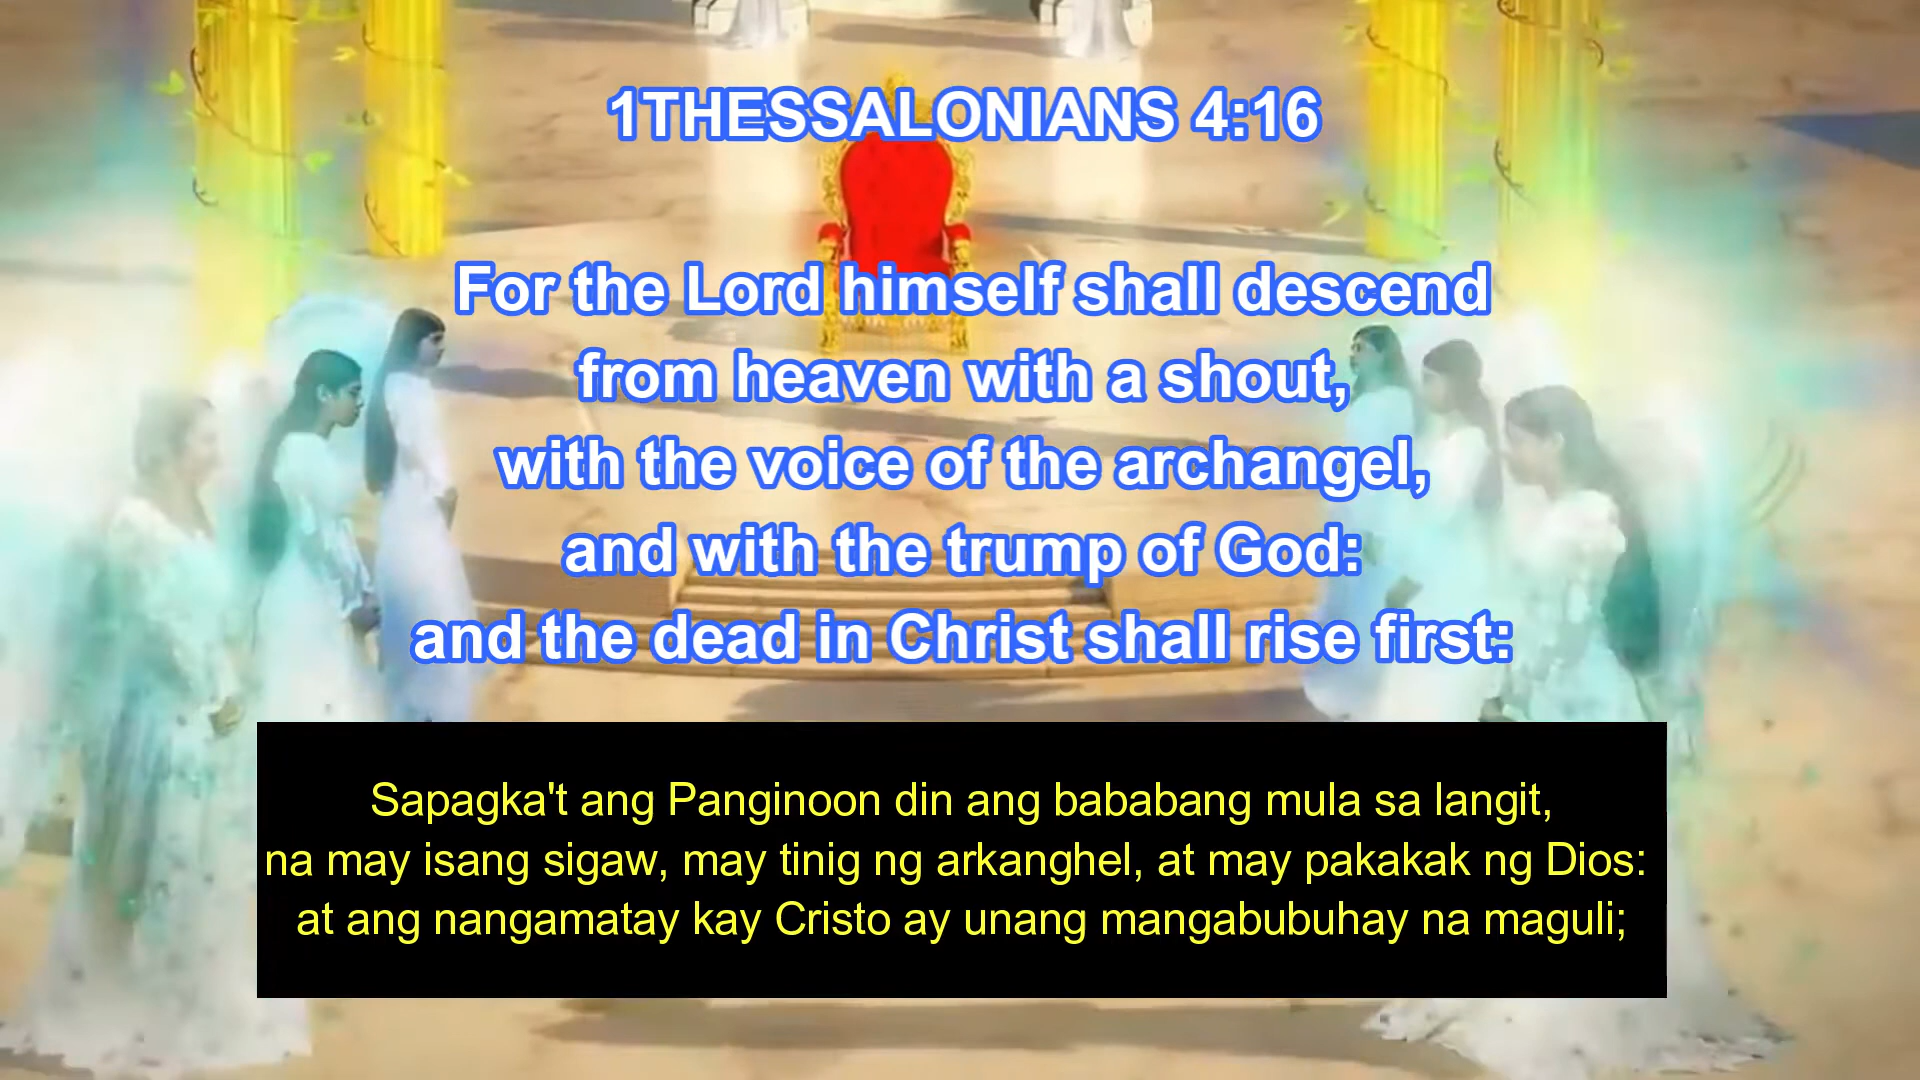 1THESSALONIANS 4:16
For the Lord himself shall descend
from heaven with a shout,
with the voice of the archangel,
and with the trump of God:
and the dead in Christ shall rise first:
Sapagka't ang Panginoon din ang bababang mula sa langit,
na may isang sigaw, may tinig ng arkanghel, at may pakakak ng Dios:
at ang nangamatay kay Cristo ay unang mangabubuhay na maguli;